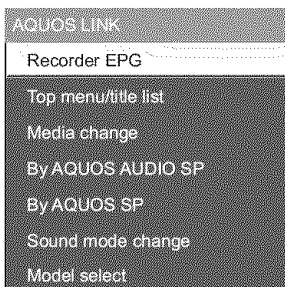 AQUOS LINK
Recorder EPG
Top menu/title list
Media change
By AQUOS AUDIO SP
By AQUOS SP
Sound mode change
Model select